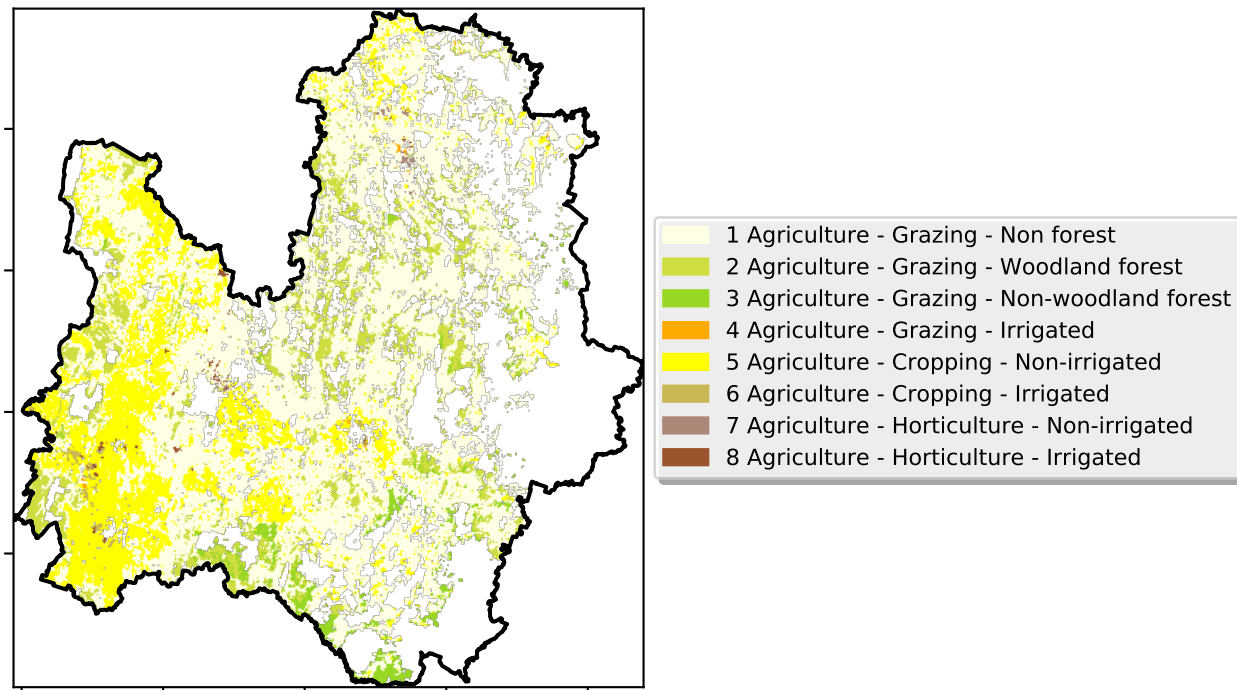 1 Agriculture - Grazing - Non forest
2 Agriculture - Grazing - Woodland forest
3 Agriculture - Grazing - Non-woodland forest
4 Agriculture - Grazing - Irrigated
5 Agriculture - Cropping - Non-irrigated
6 Agriculture - Cropping - Irrigated
7 Agriculture - Horticulture - Non-irrigated
8 Agriculture - Horticulture - Irrigated